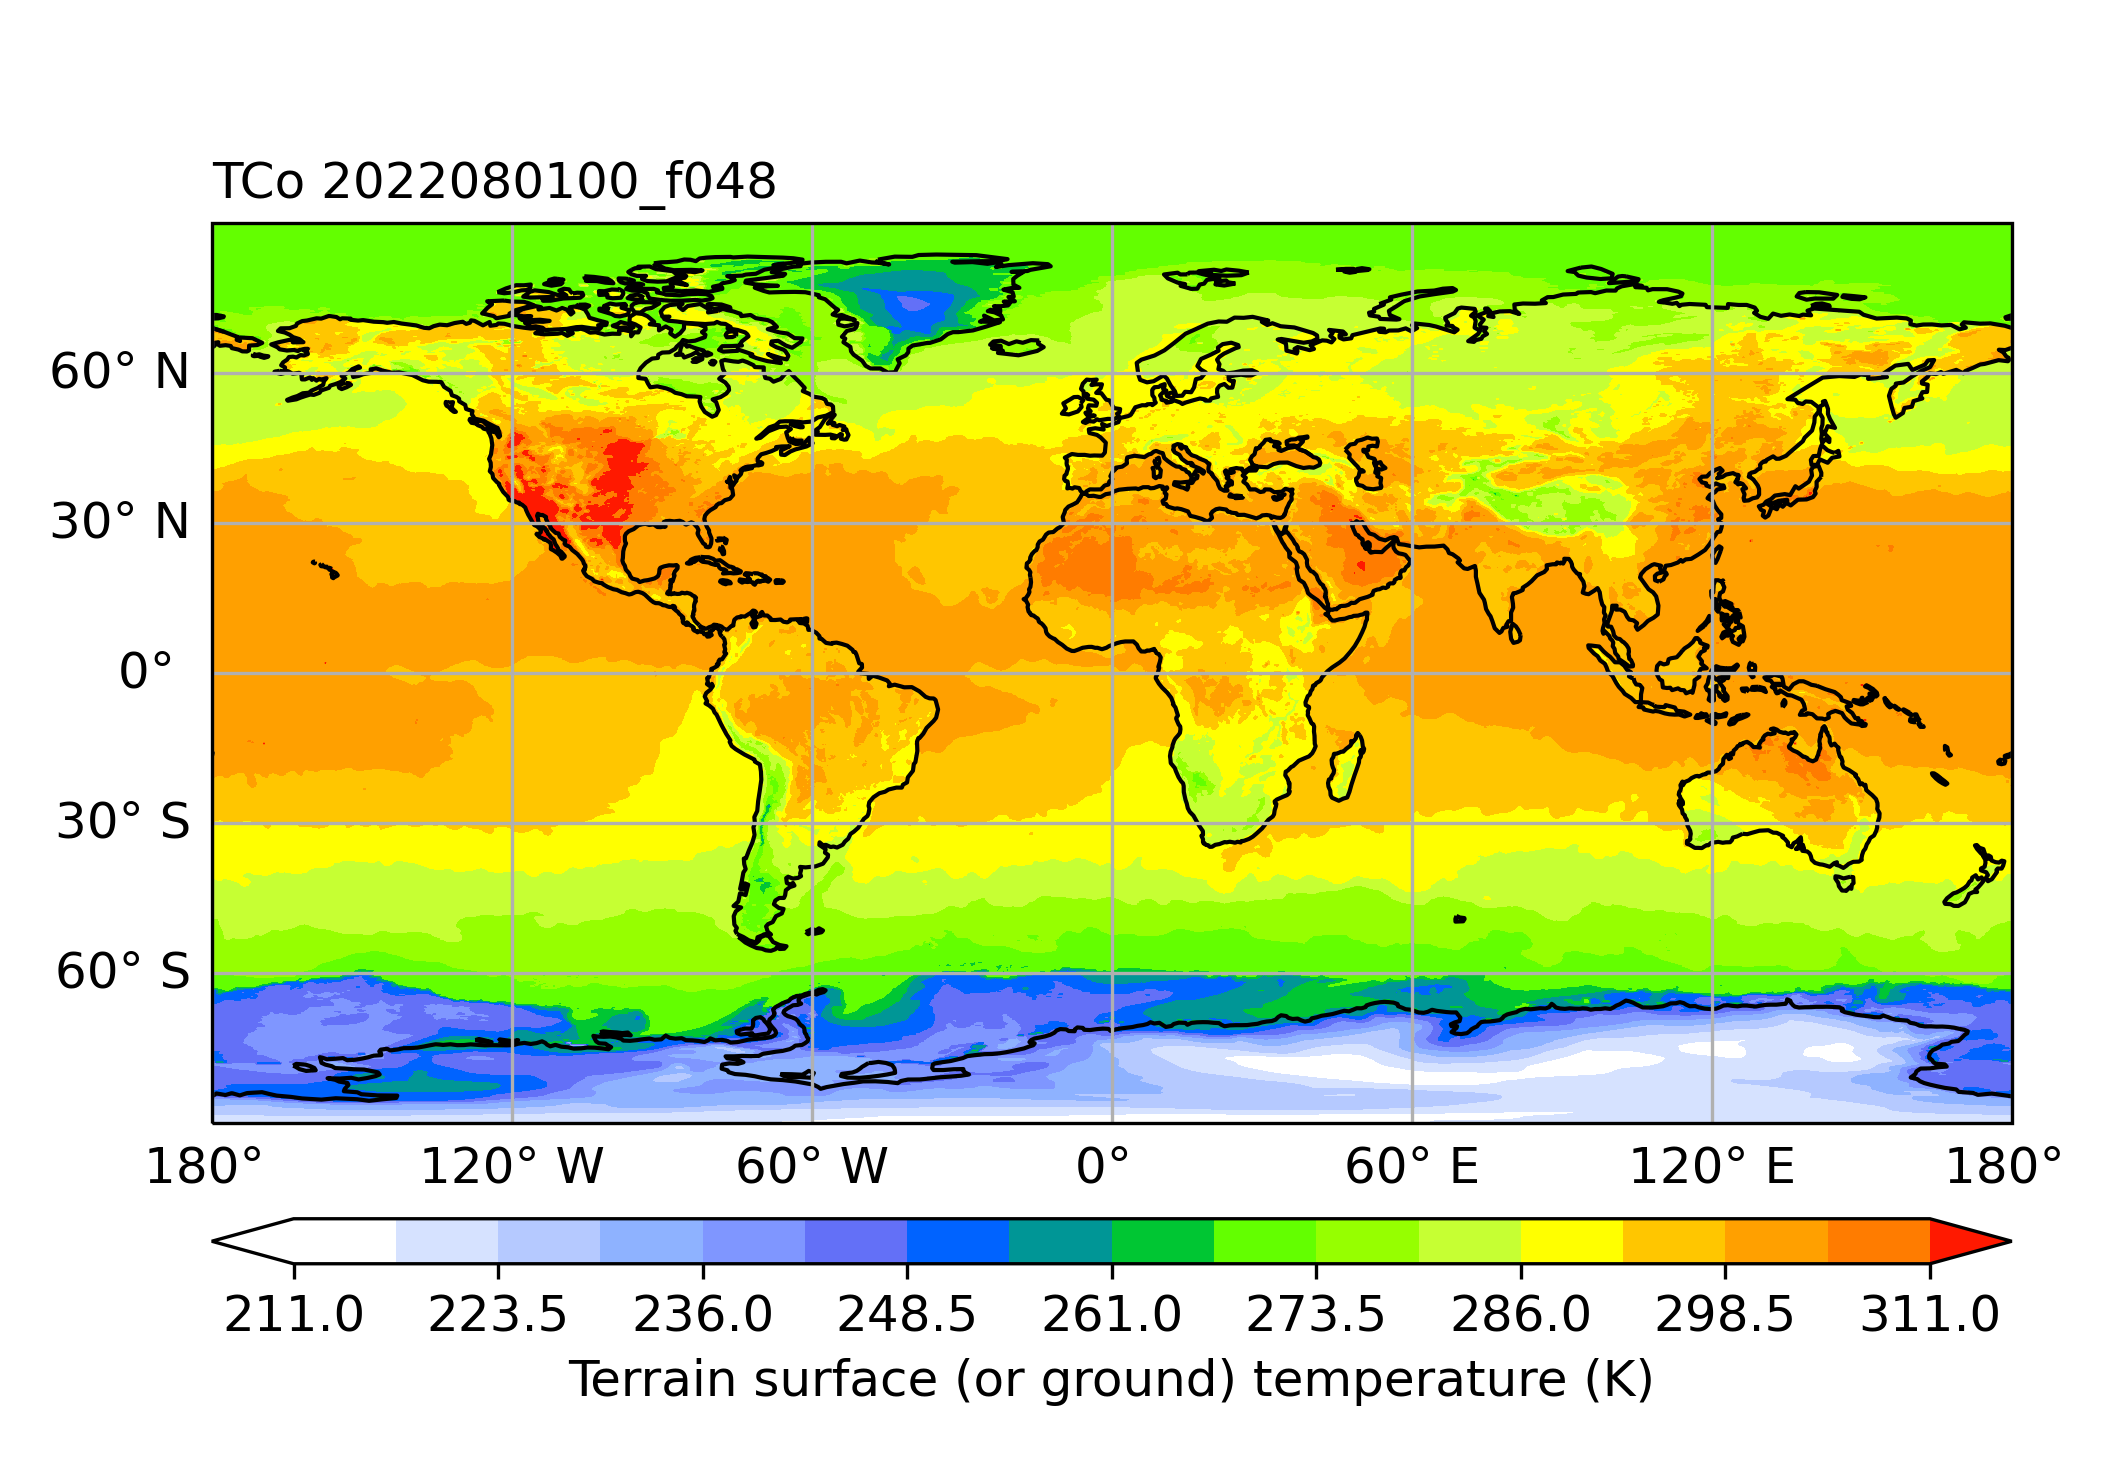 TCo 2022080100_f048
60° N
30° N
0°
30° S
60° S
180° 120° W 60° W 0° 60° E 120° E 180°
211.0 223.5 236.0 248.5 261.0 273.5 286.0 298.5 311.0
Terrain surface (or ground) temperature (K)